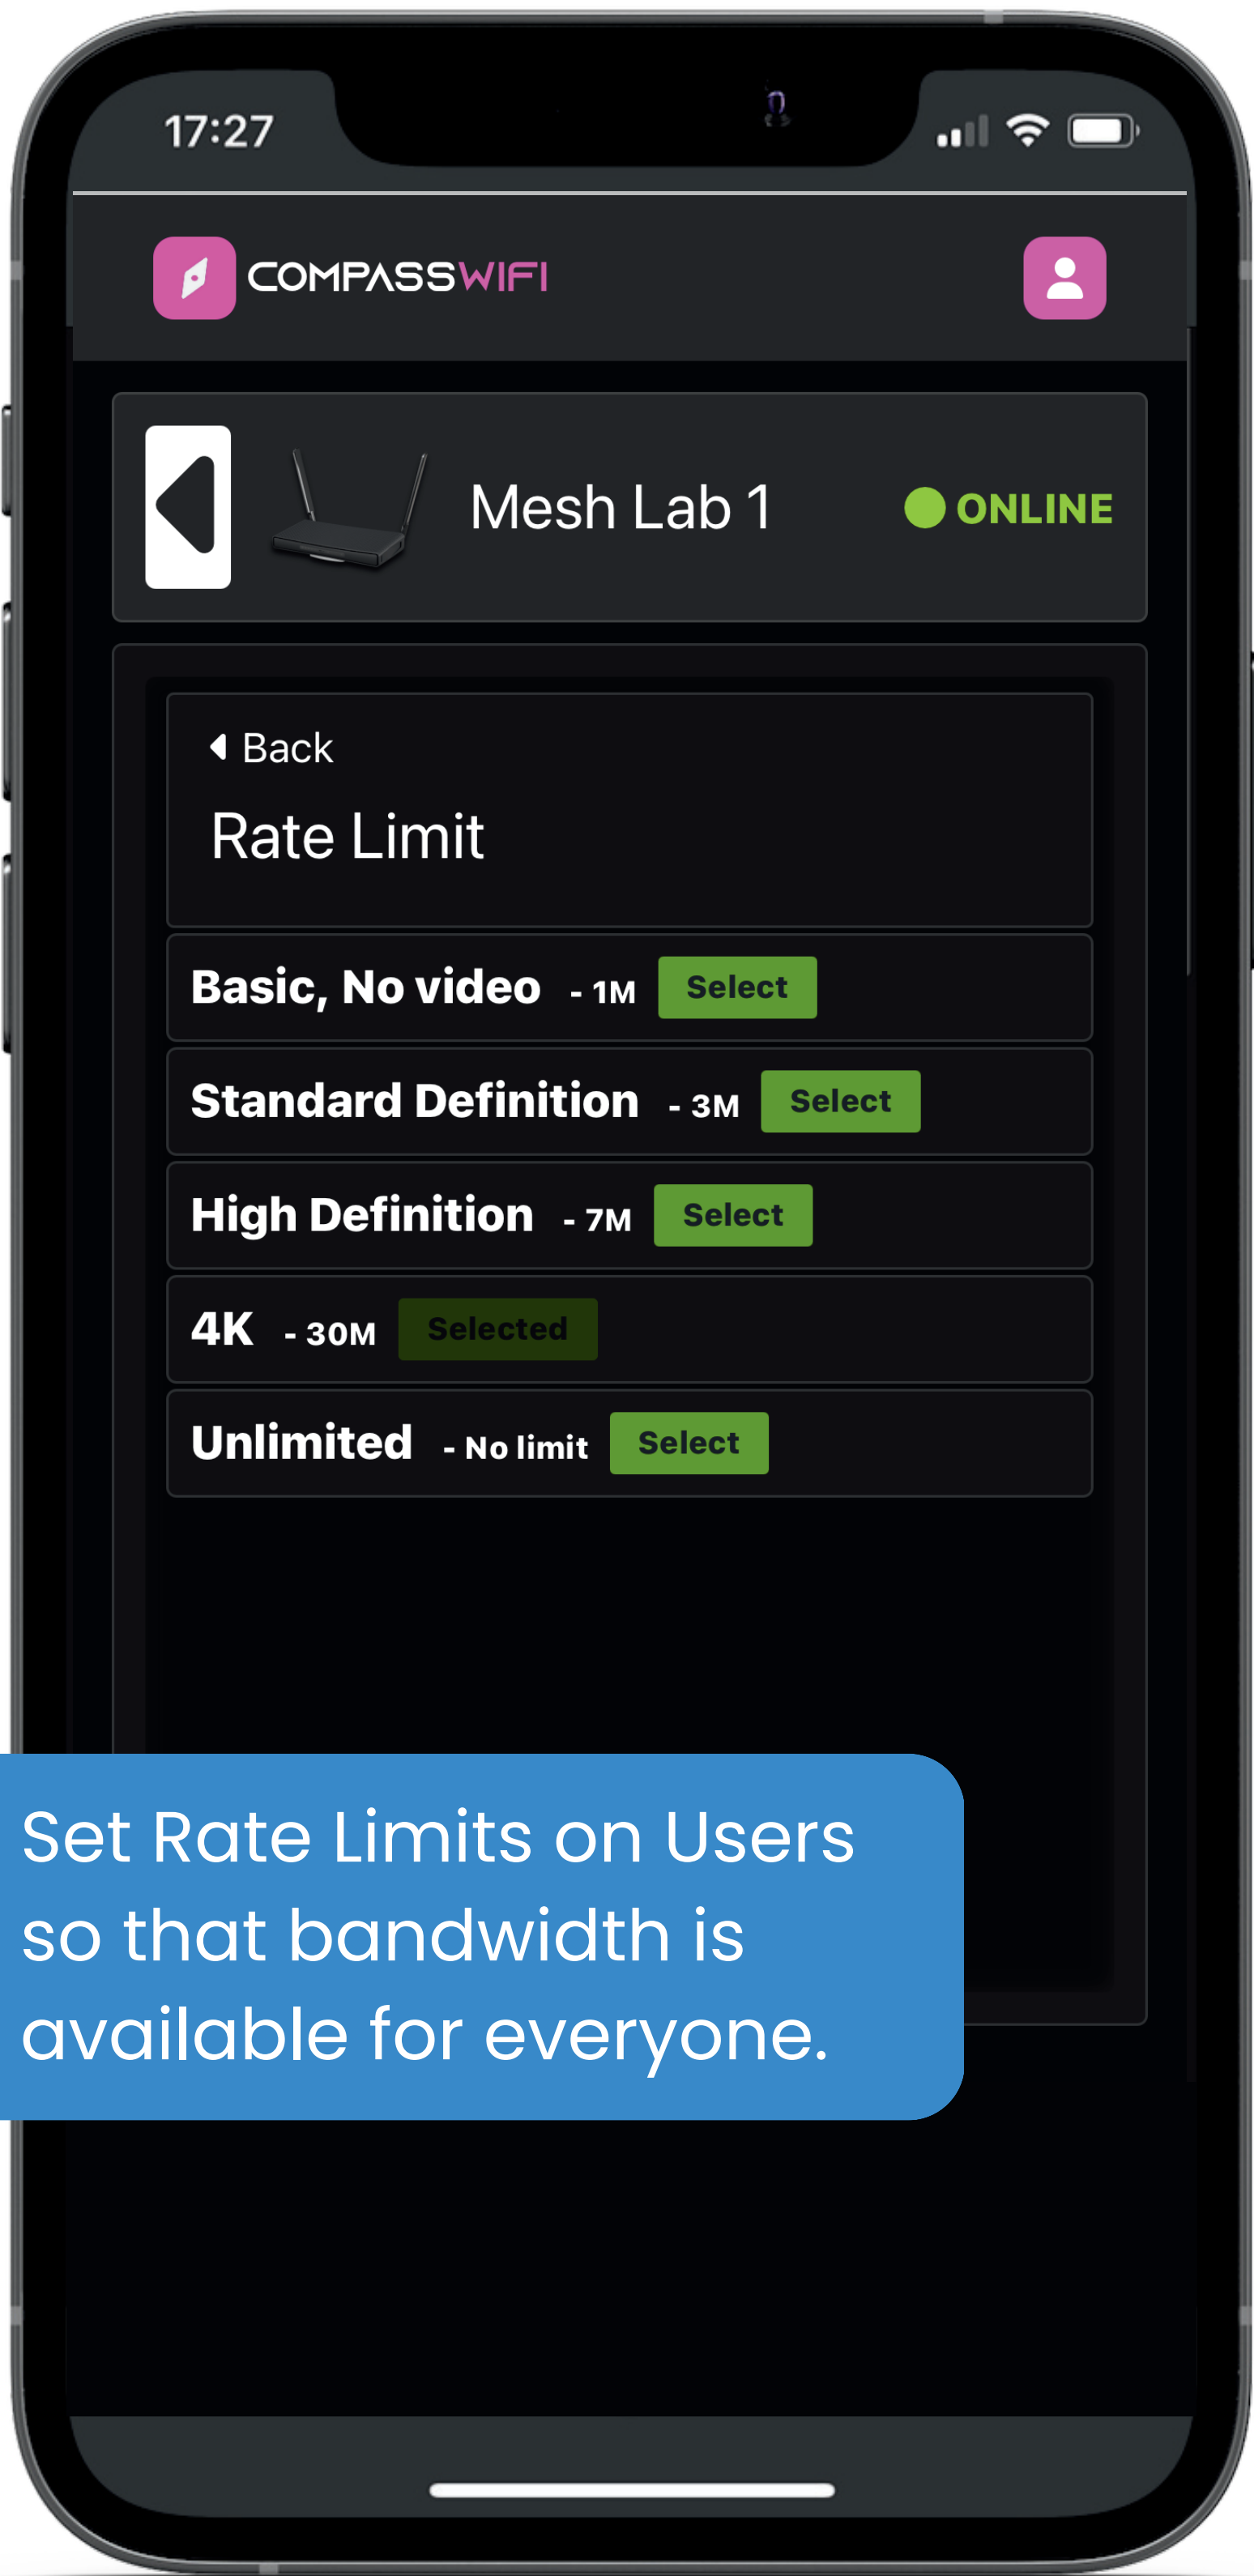 17:27
COMPASSWIFI
Mesh Lab 1
ONLINE
Back
Rate Limit
Basic, No video - 1M Select
Standard Definition - 3M Select
High Definition - 7M Select
4K - 30M Selected
Unlimited - No limit Select
Set Rate Limits on Users
so that bandwidth is
available for everyone.